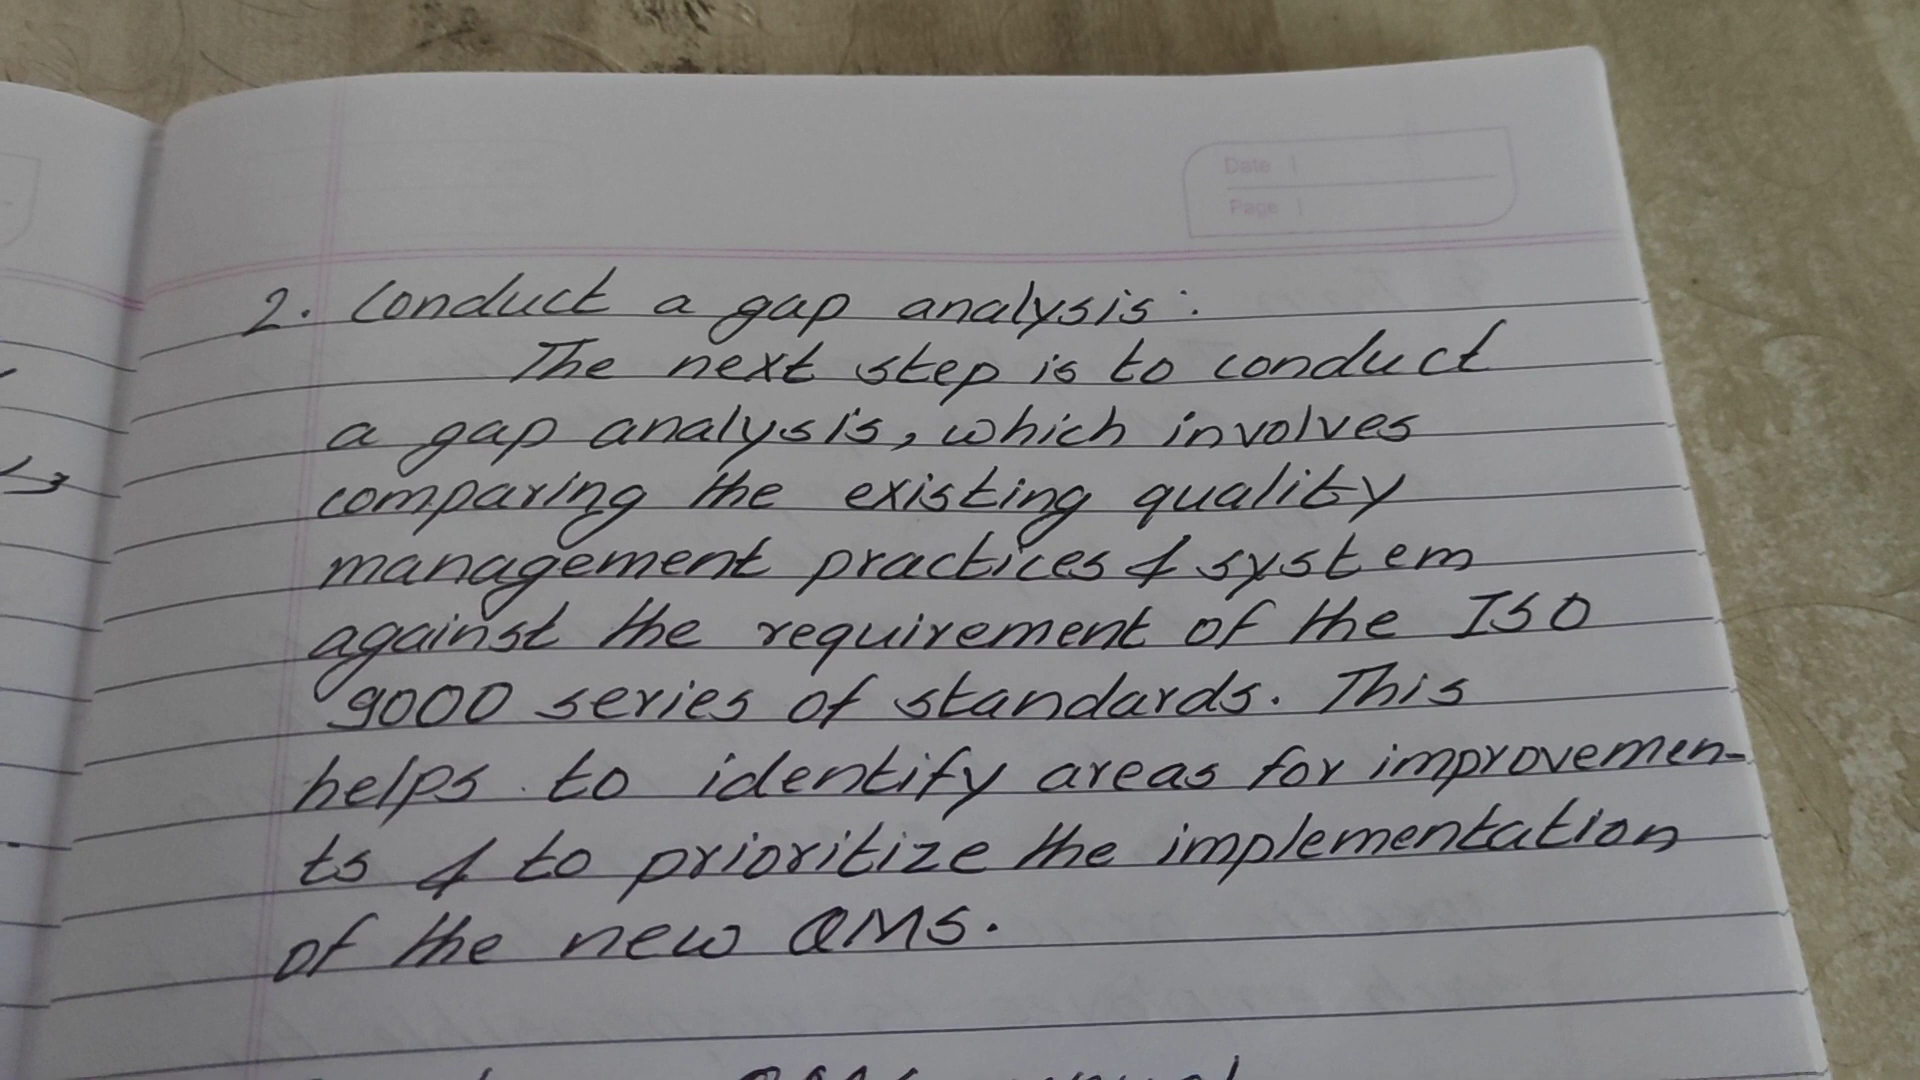 Date
Page
2. Conduct a gap analysis:
The next step is to conduct
a gap analysis, which involves
comparing the existing quality
management practices & system
against the requirement of the ISO
9000 series of standards. This
helps to identify areas for improvemen-
ts & to prioritize the implementation
of the new QMS.